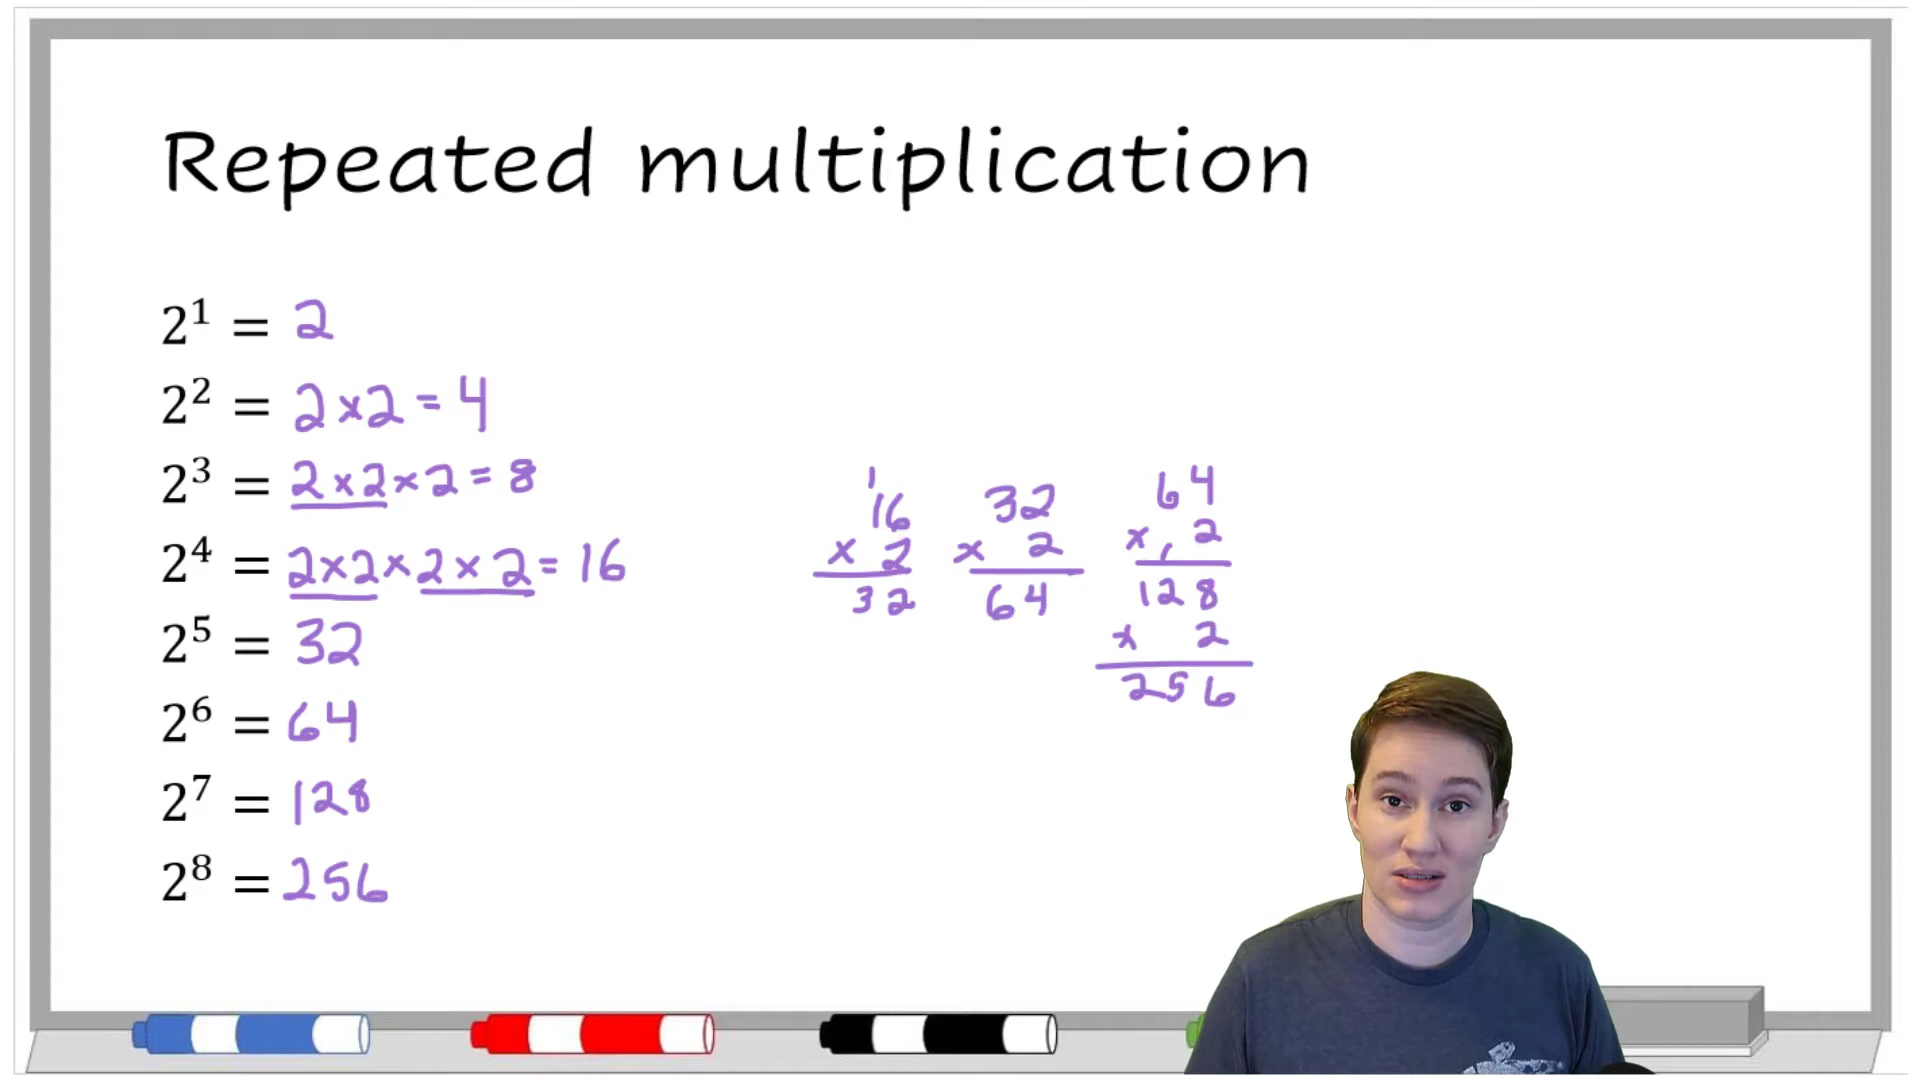 Repeated multiplication
2¹ = 2
2² = 2 × 2 = 4
2³ = 2 × 2 × 2 = 8
2⁴ = 2 × 2 × 2 × 2 = 16
2⁵ = 32
2⁶ = 64
2⁷ = 128
2⁸ = 256
1
16
× 2
32
32
× 2
64
64
× 2
1
128
× 2
256